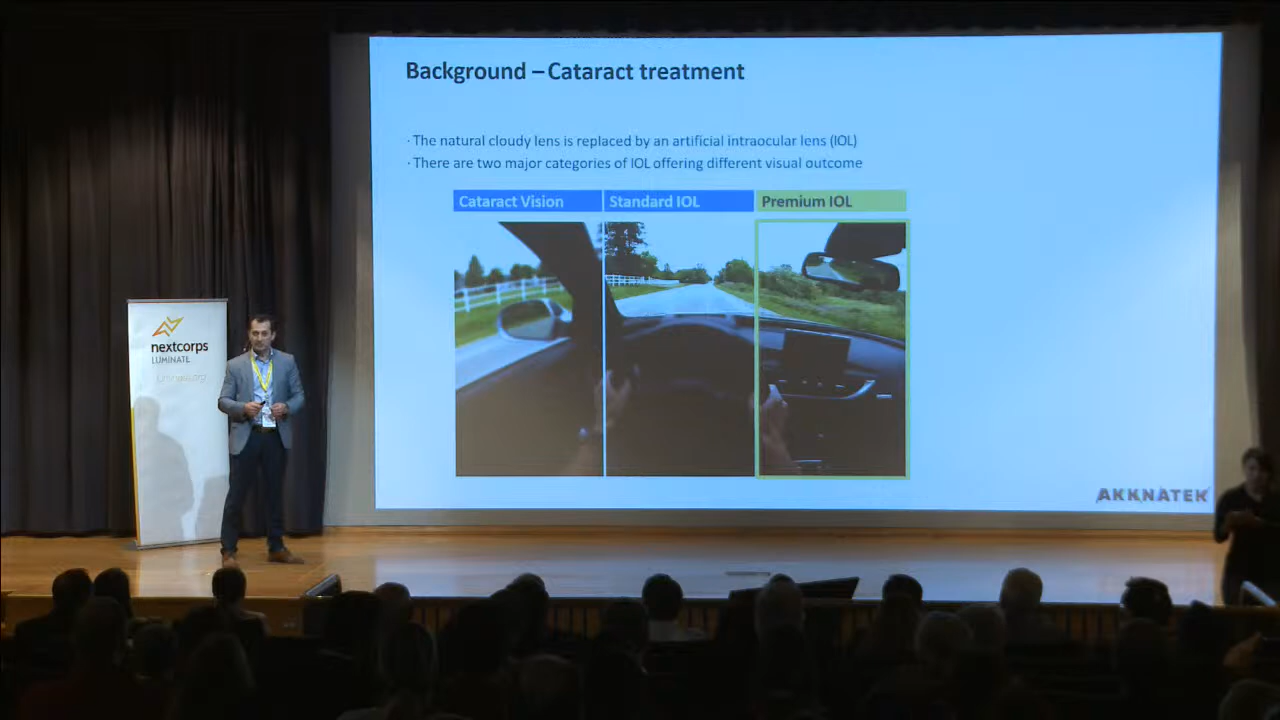 Background – Cataract treatment
· The natural cloudy lens is replaced by an artificial intraocular lens (IOL)
· There are two major categories of IOL offering different visual outcome
Cataract Vision
Standard IOL
Premium IOL
nextcorps
LUMINATE
AKKNATEK